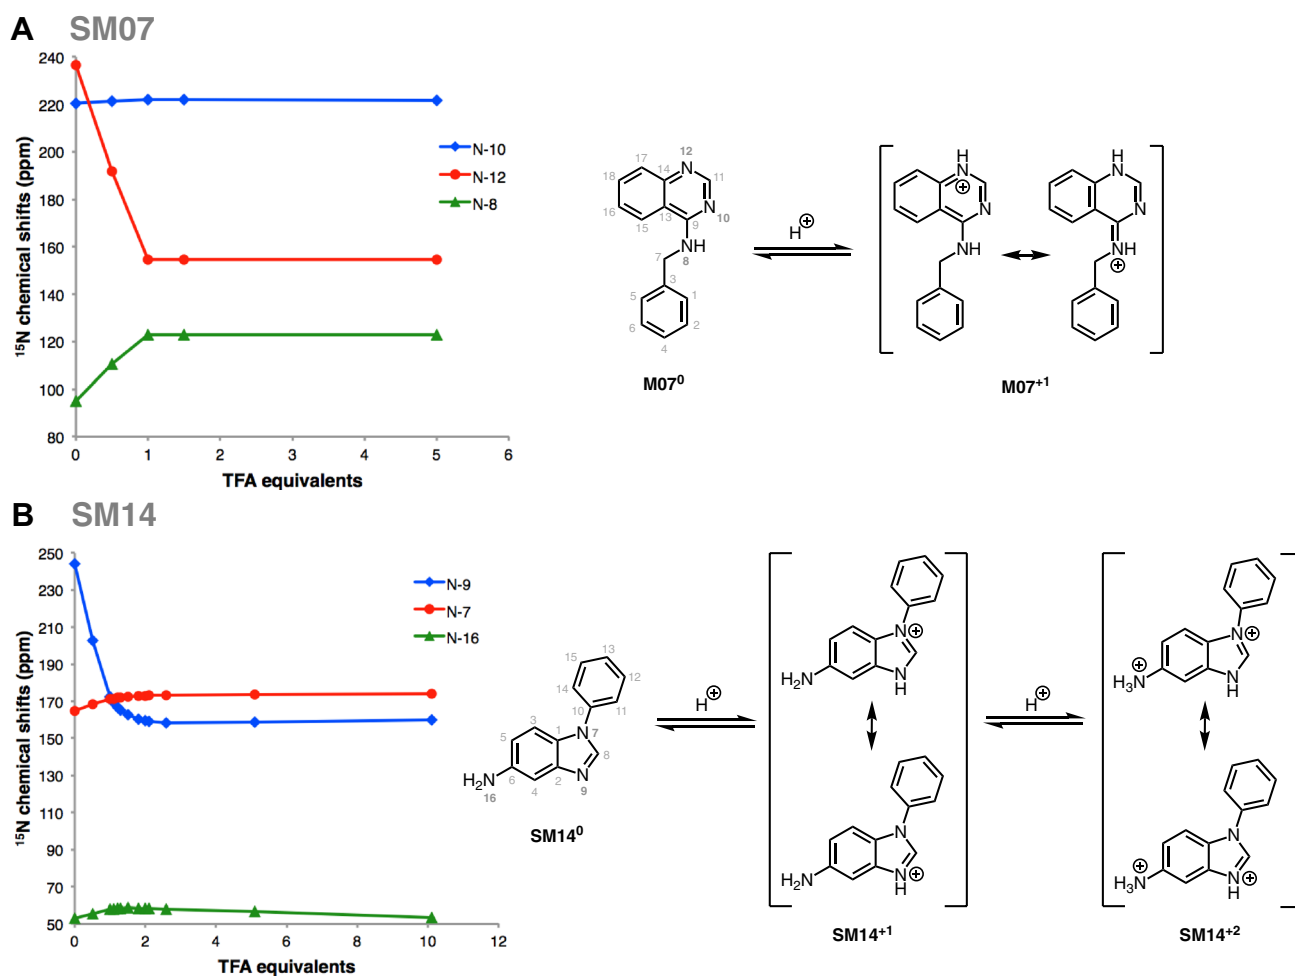 A SM07
240
220
200
180
160
140
120
100
80
¹⁵N chemical shifts (ppm)
0 1 2 3 4 5 6
TFA equivalents
N-10
N-12
N-8
12
17 14 N 11
18
16 N 10
13
15 9
NH
7 8
3
5 1
6 2
4
M07⁰
H⊕
H
N
⊕
N
NH
H
N
N
NH
⊕
M07⁺¹
B SM14
250
230
210
190
170
150
130
110
90
70
50
¹⁵N chemical shifts (ppm)
0 2 4 6 8 10 12
TFA equivalents
N-9
N-7
N-16
13
15 12
14
10 11
3 N 7
5 1
8
6 2 N
H₂N 4 9
16
SM14⁰
H⊕
N⊕
H₂N N
H
N
H₂N N⊕
H
SM14⁺¹
H⊕
N⊕
⊕
H₃N N
H
N
⊕
H₃N N⊕
H
SM14⁺²